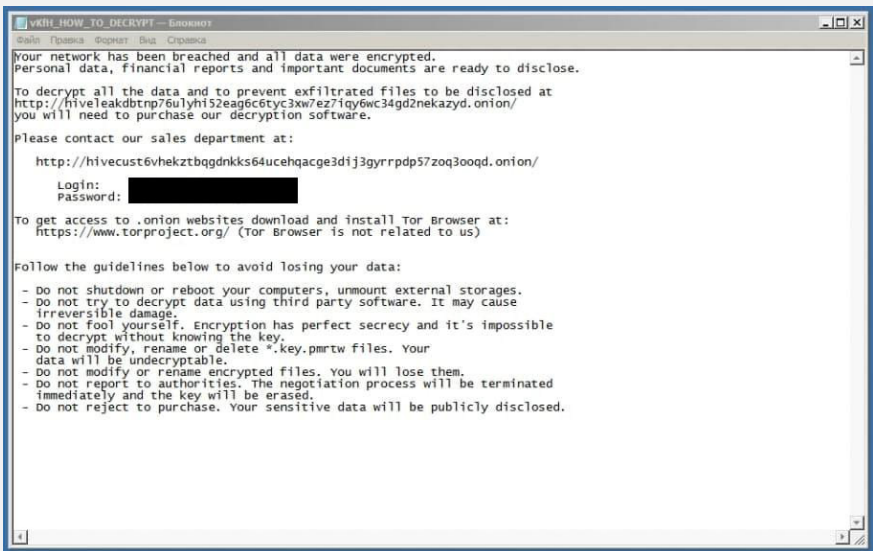 vKfH_HOW_TO_DECRYPT — Блокнот
Файл Правка Формат Вид Справка
Your network has been breached and all data were encrypted.
Personal data, financial reports and important documents are ready to disclose.
To decrypt all the data and to prevent exfiltrated files to be disclosed at
http://hiveleakdbtnp76ulyhi52eag6c6tyc3xw7ez7iqy6wc34gd2nekazyd.onion/
you will need to purchase our decryption software.
Please contact our sales department at:
http://hivecust6vhekztbqgdnkks64ucehqacge3dij3gyrrpdp57zoq3ooqd.onion/
Login:
Password:
To get access to .onion websites download and install Tor Browser at:
https://www.torproject.org/ (Tor Browser is not related to us)
Follow the guidelines below to avoid losing your data:
- Do not shutdown or reboot your computers, unmount external storages.
- Do not try to decrypt data using third party software. It may cause
irreversible damage.
- Do not fool yourself. Encryption has perfect secrecy and it's impossible
to decrypt without knowing the key.
- Do not modify, rename or delete *.key.pmrtw files. Your
data will be undecryptable.
- Do not modify or rename encrypted files. You will lose them.
- Do not report to authorities. The negotiation process will be terminated
immediately and the key will be erased.
- Do not reject to purchase. Your sensitive data will be publicly disclosed.